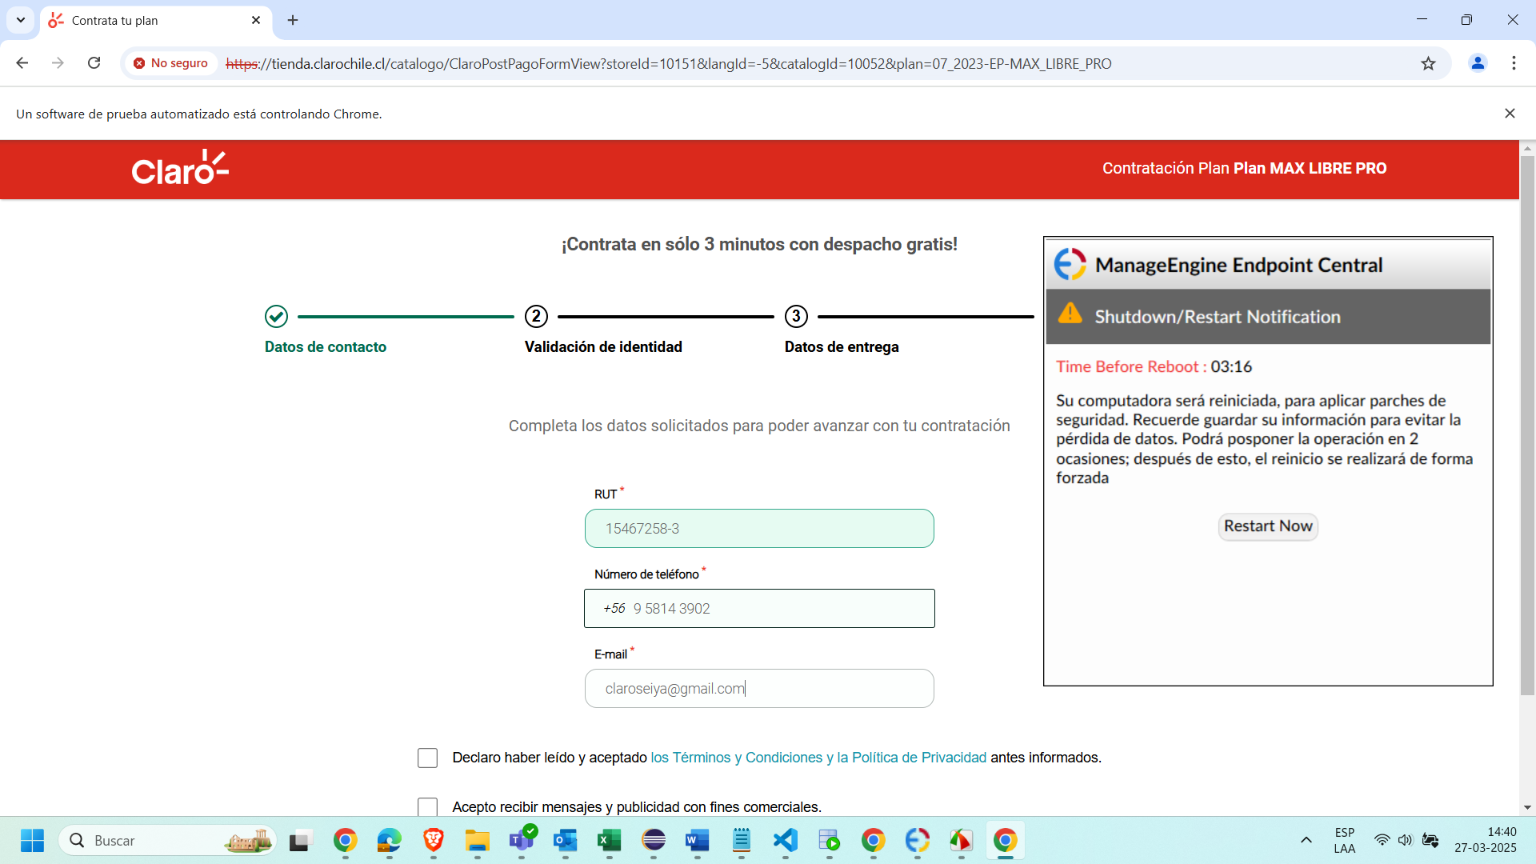 Contrata tu plan
No seguro
https://tienda.clarochile.cl/catalogo/ClaroPostPagoFormView?storeId=10151&langId=-5&catalogId=10052&plan=07_2023-EP-MAX_LIBRE_PRO
Un software de prueba automatizado está controlando Chrome.
Claro
Contratación Plan Plan MAX LIBRE PRO
¡Contrata en sólo 3 minutos con despacho gratis!
2
3
Datos de contacto
Validación de identidad
Datos de entrega
Completa los datos solicitados para poder avanzar con tu contratación
RUT *
15467258-3
Número de teléfono *
+56 9 5814 3902
E-mail *
claroseiya@gmail.com
Declaro haber leído y aceptado los Términos y Condiciones y la Política de Privacidad antes informados.
Acepto recibir mensajes y publicidad con fines comerciales.
ManageEngine Endpoint Central
Shutdown/Restart Notification
Time Before Reboot : 03:16
Su computadora será reiniciada, para aplicar parches de
seguridad. Recuerde guardar su información para evitar la
pérdida de datos. Podrá posponer la operación en 2
ocasiones; después de esto, el reinicio se realizará de forma
forzada
Restart Now
Buscar
ESP
LAA
14:40
27-03-2025